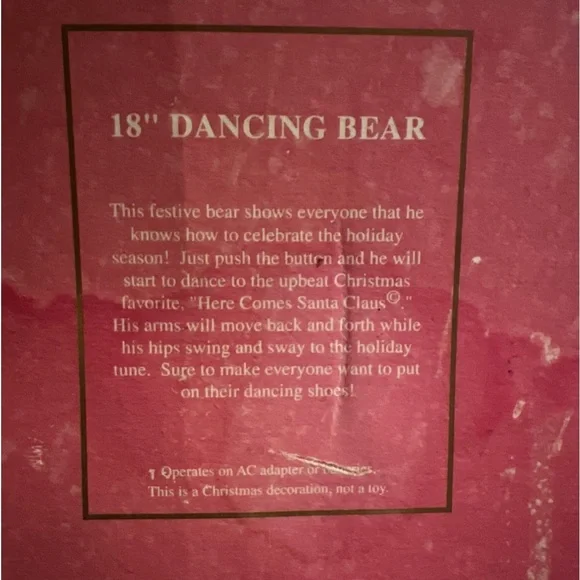 18" DANCING BEAR
This festive bear shows everyone that he
knows how to celebrate the holiday
season! Just push the button and he will
start to dance to the upbeat Christmas
favorite, "Here Comes Santa Claus©."
His arms will move back and forth while
his hips swing and sway to the holiday
tune. Sure to make everyone want to put
on their dancing shoes!
Operates on AC adapter or batteries.
This is a Christmas decoration, not a toy.